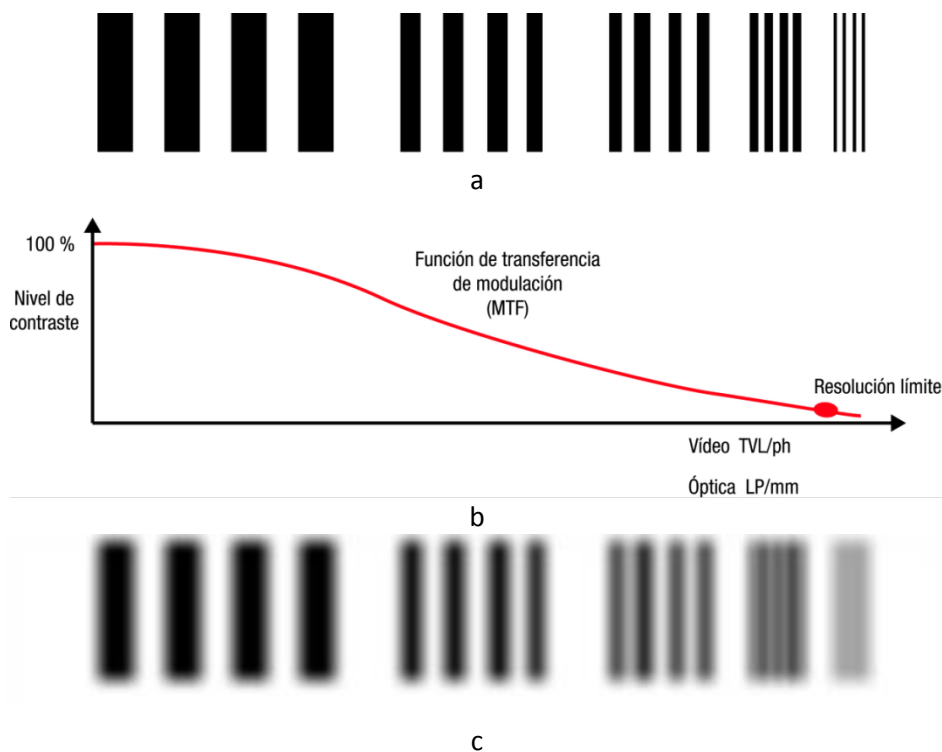 a
100 %
Nivel de
contraste
Función de transferencia
de modulación
(MTF)
Resolución límite
Vídeo TVL/ph
Óptica LP/mm
b
c